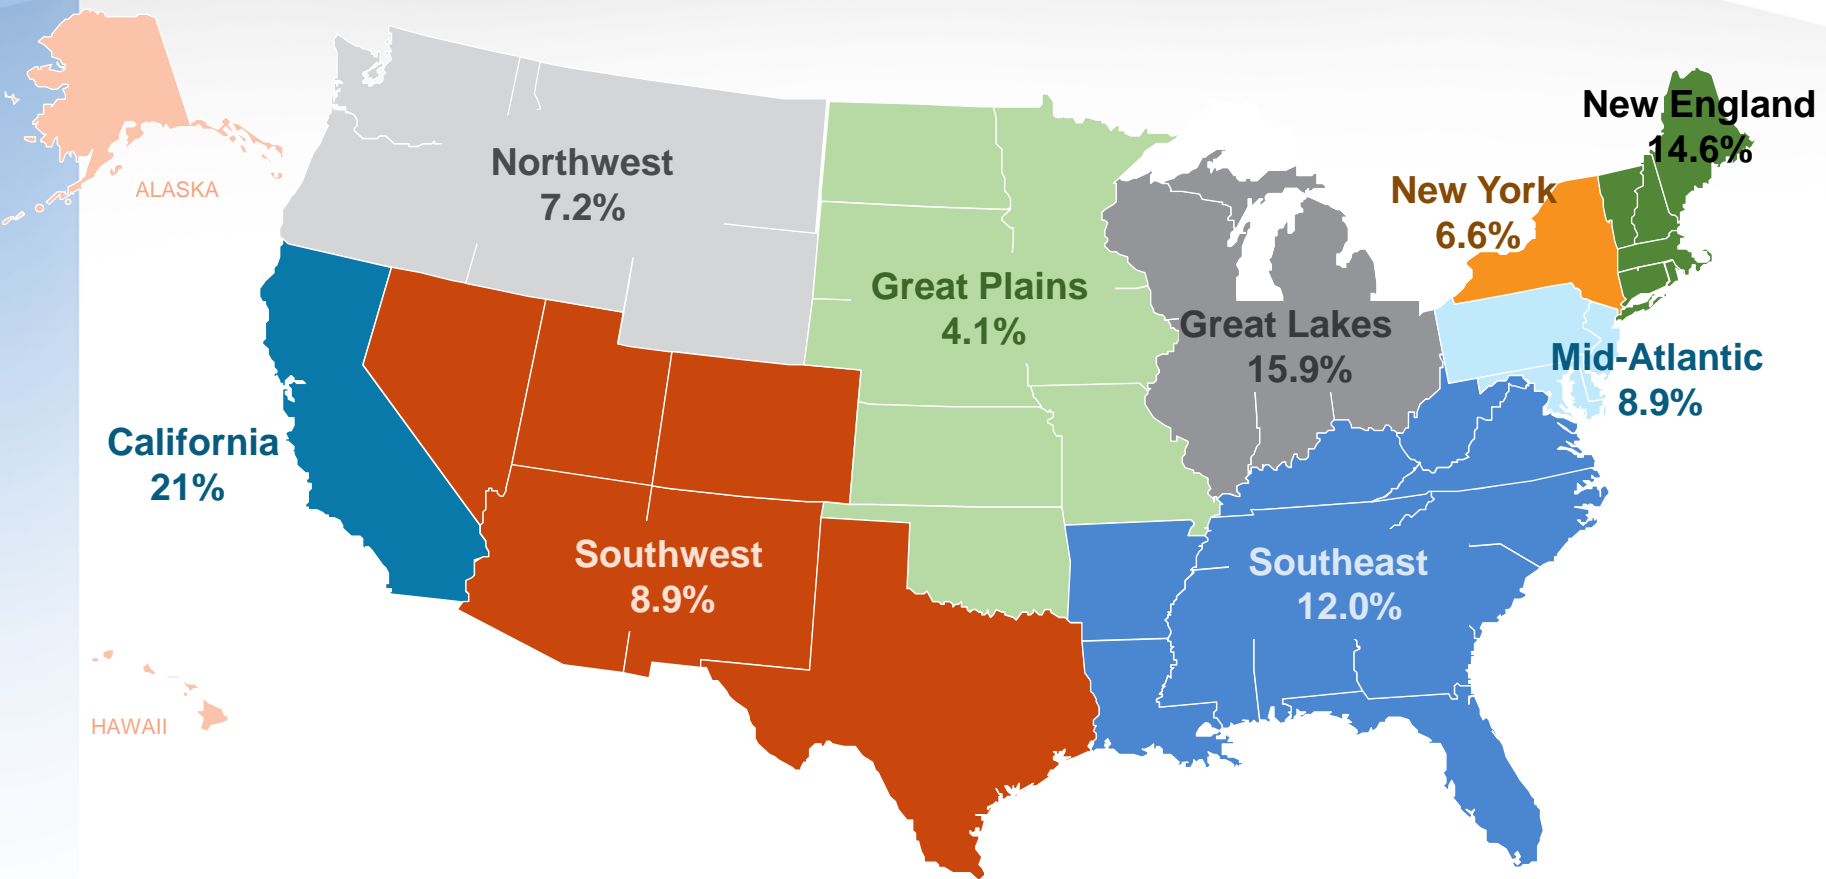 New England
14.6%
Northwest
7.2%
New York
6.6%
ALASKA
Great Plains
4.1%
Great Lakes
15.9%
Mid-Atlantic
8.9%
California
21%
Southwest
8.9%
Southeast
12.0%
HAWAII